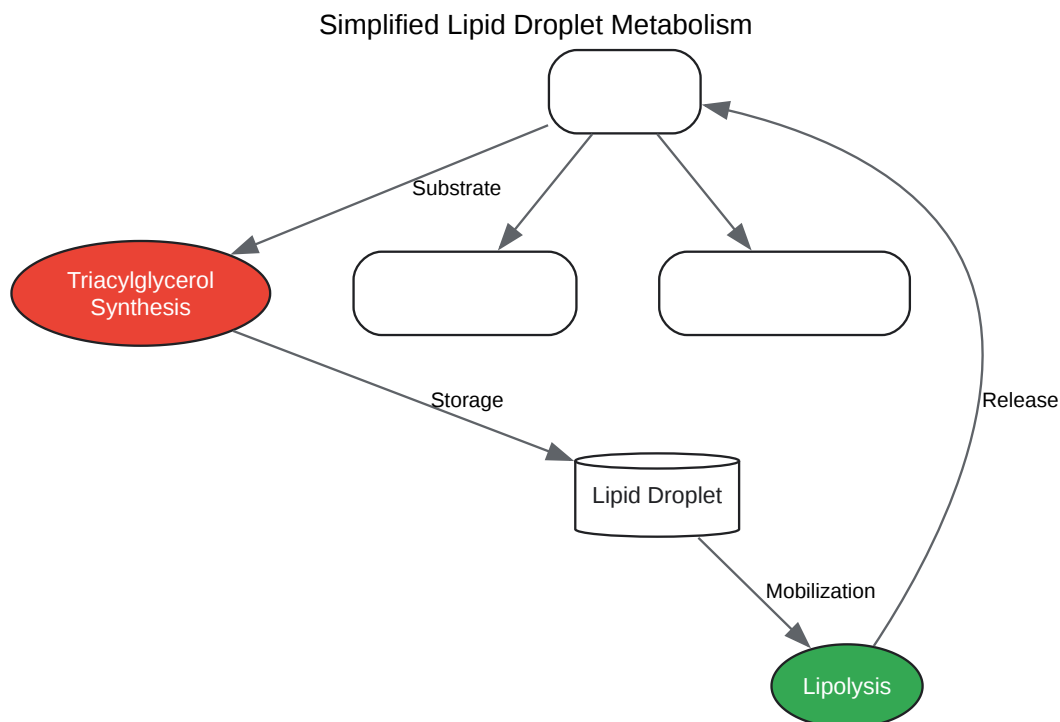 Simplified Lipid Droplet Metabolism
Substrate
Triacylglycerol
Synthesis
Storage
Release
Lipid Droplet
Mobilization
Lipolysis